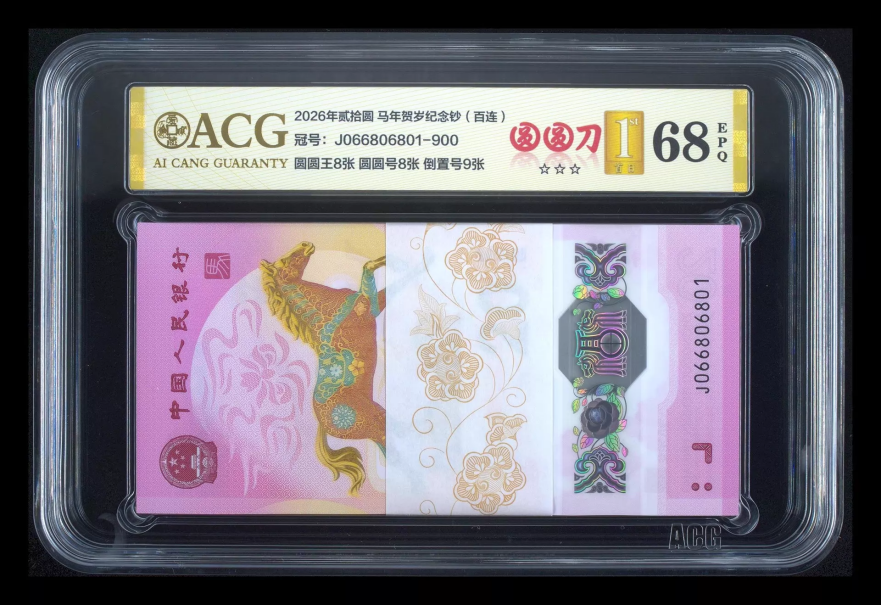 ACG
AI CANG GUARANTY
2026年贰拾圆 马年贺岁纪念钞（百连）
冠号：J066806801-900
圆圆王8张 圆圆号8张 倒置号9张
圆圆刀
☆☆☆
1st
68
EPQ
中国人民银行
J066806801
ACG